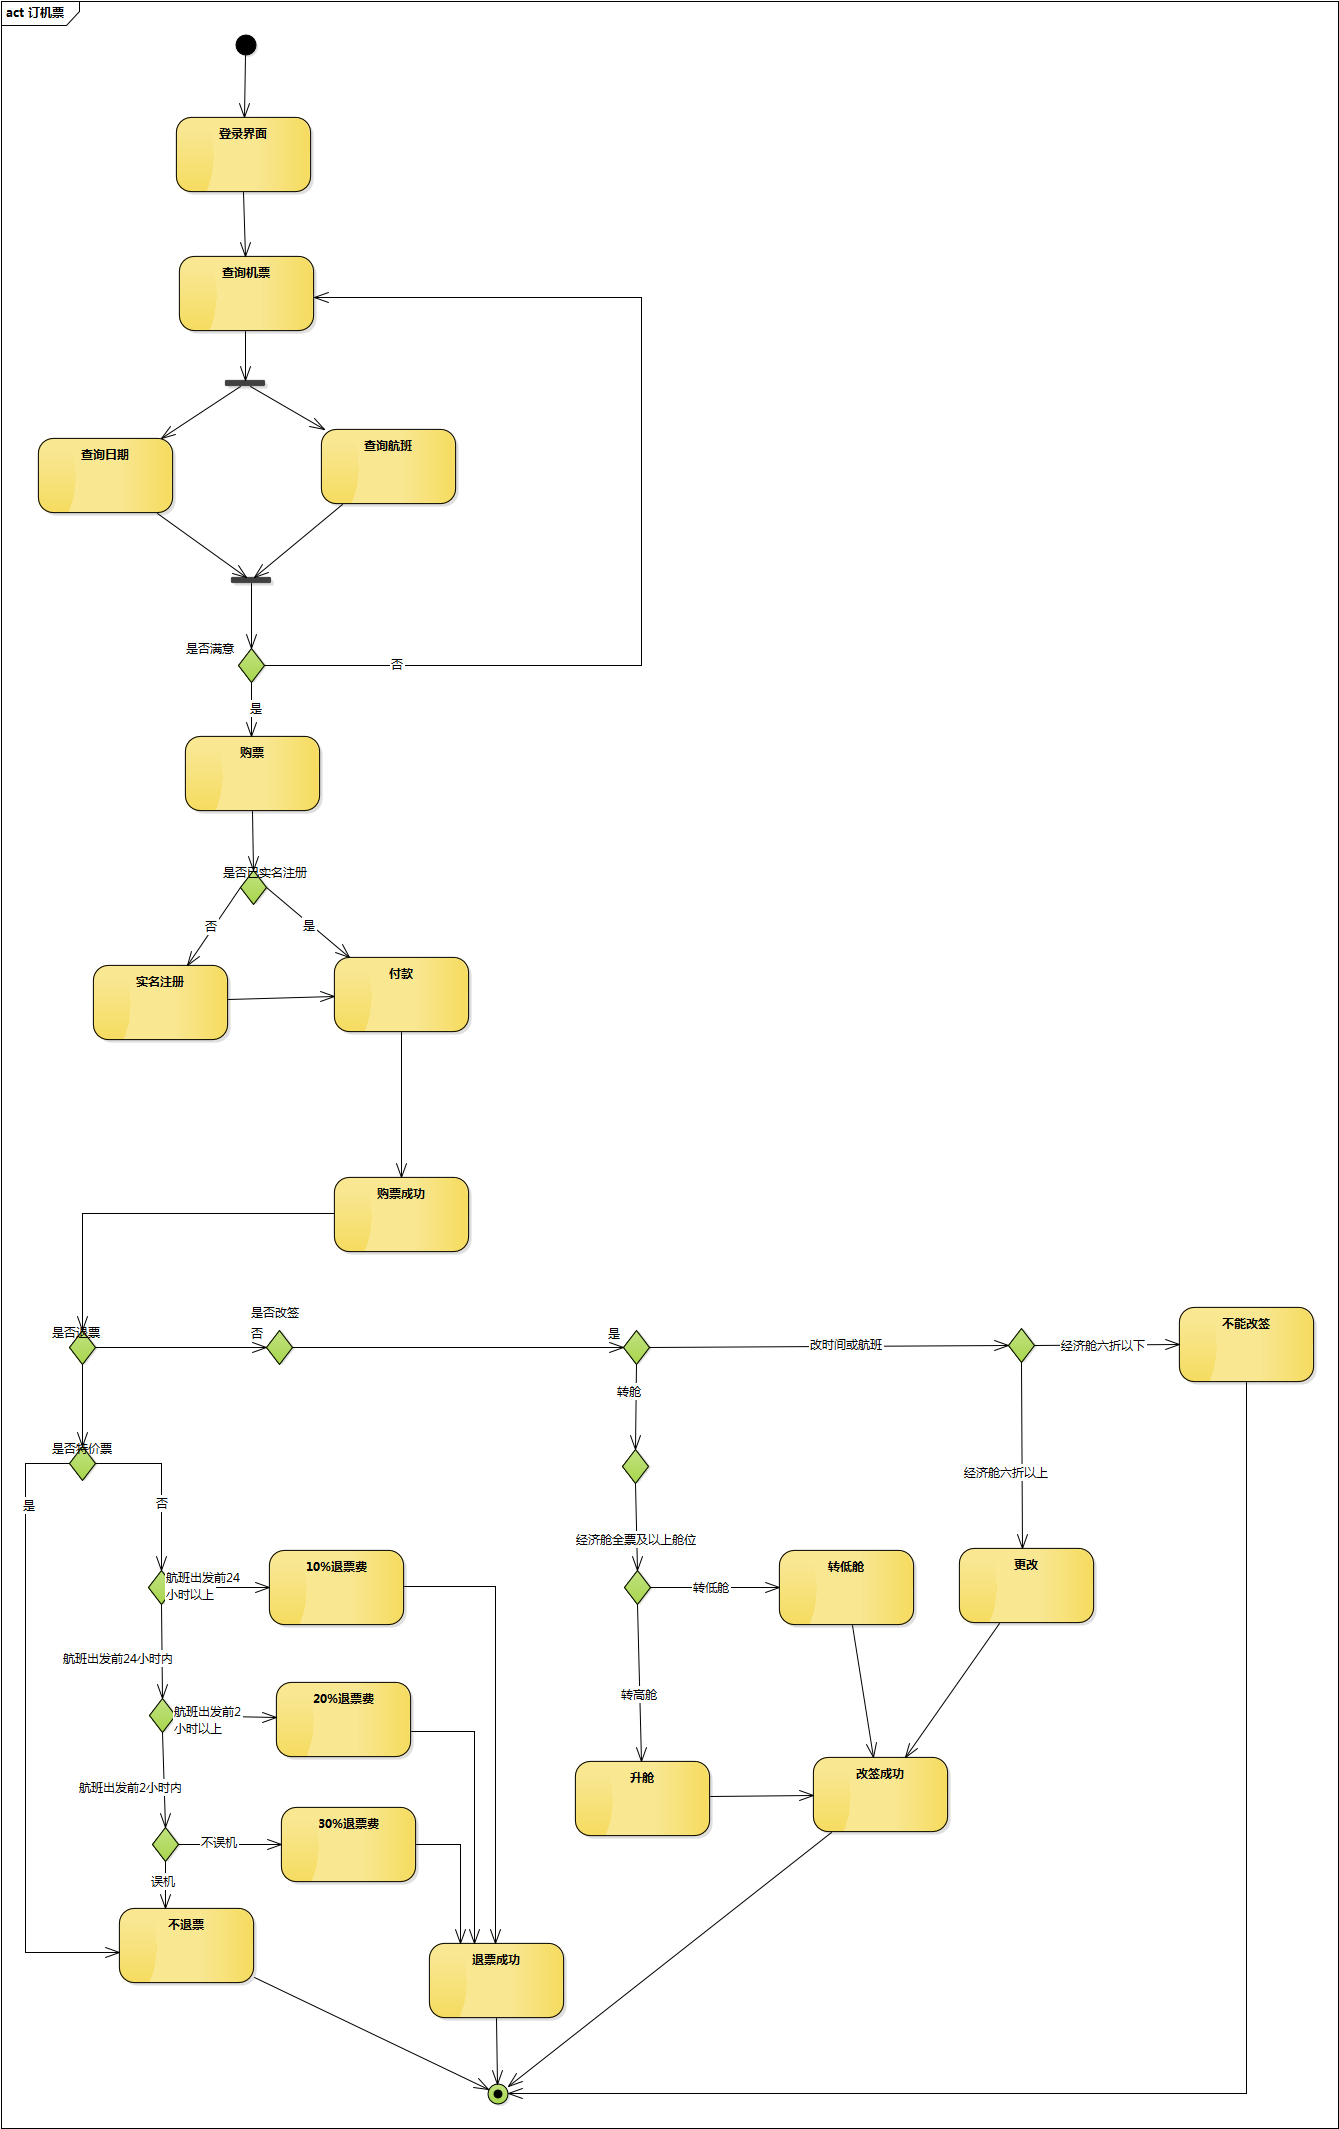 act 订机票
登录界面
查询机票
查询日期
查询航班
是否满意
否
是
购票
是否已实名注册
否
是
实名注册
付款
购票成功
是否退票
否
是否改签
是
改时间或航班
经济舱六折以下
不能改签
转舱
经济舱六折以上
是否特价票
是
否
经济舱全票及以上舱位
航班出发前24
小时以上
10%退票费
转低舱
转低舱
更改
航班出发前24小时内
航班出发前2
小时以上
20%退票费
转高舱
航班出发前2小时内
升舱
改签成功
不误机
30%退票费
误机
不退票
退票成功